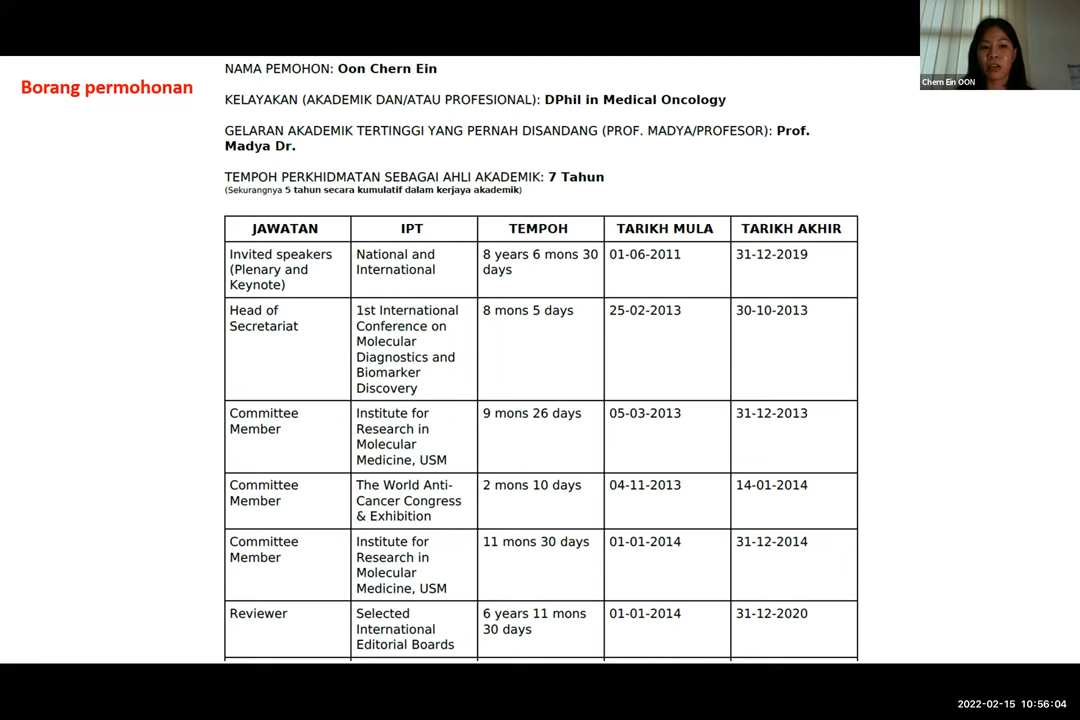 Borang permohonan
NAMA PEMOHON: Oon Chern Ein
KELAYAKAN (AKADEMIK DAN/ATAU PROFESIONAL): DPhil in Medical Oncology
GELARAN AKADEMIK TERTINGGI YANG PERNAH DISANDANG (PROF. MADYA/PROFESOR): Prof.
Madya Dr.
TEMPOH PERKHIDMATAN SEBAGAI AHLI AKADEMIK: 7 Tahun
(Sekurangnya 5 tahun secara kumulatif dalam kerjaya akademik)
JAWATAN IPT TEMPOH TARIKH MULA TARIKH AKHIR
Invited speakers National and 8 years 6 mons 30 01-06-2011 31-12-2019
(Plenary and International days
Keynote)
Head of 1st International 8 mons 5 days 25-02-2013 30-10-2013
Secretariat Conference on
Molecular
Diagnostics and
Biomarker
Discovery
Committee Institute for 9 mons 26 days 05-03-2013 31-12-2013
Member Research in
Molecular
Medicine, USM
Committee The World Anti- 2 mons 10 days 04-11-2013 14-01-2014
Member Cancer Congress
& Exhibition
Committee Institute for 11 mons 30 days 01-01-2014 31-12-2014
Member Research in
Molecular
Medicine, USM
Reviewer Selected 6 years 11 mons 01-01-2014 31-12-2020
International 30 days
Editorial Boards
Chern Ein OON
2022-02-15 10:56:04